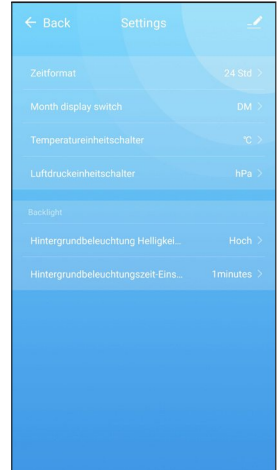 ← Back Settings
Zeitformat 24 Std >
Month display switch DM >
Temperatureinheitschalter °C >
Luftdruckeinheitschalter hPa >
Backlight
Hintergrundbeleuchtung Helligkei... Hoch >
Hintergrundbeleuchtungszeit-Eins... 1minutes >